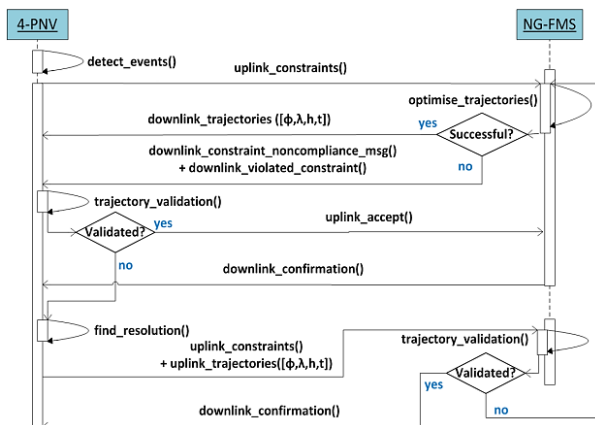 4-PNV
NG-FMS
detect_events()
uplink_constraints()
optimise_trajectories()
downlink_trajectories ([ϕ,λ,h,t])
yes
Successful?
downlink_constraint_noncompliance_msg()
+ downlink_violated_constraint()
no
trajectory_validation()
Validated?
yes
uplink_accept()
no
downlink_confirmation()
find_resolution()
uplink_constraints()
+ uplink_trajectories([ϕ,λ,h,t])
trajectory_validation()
Validated?
yes
no
downlink_confirmation()